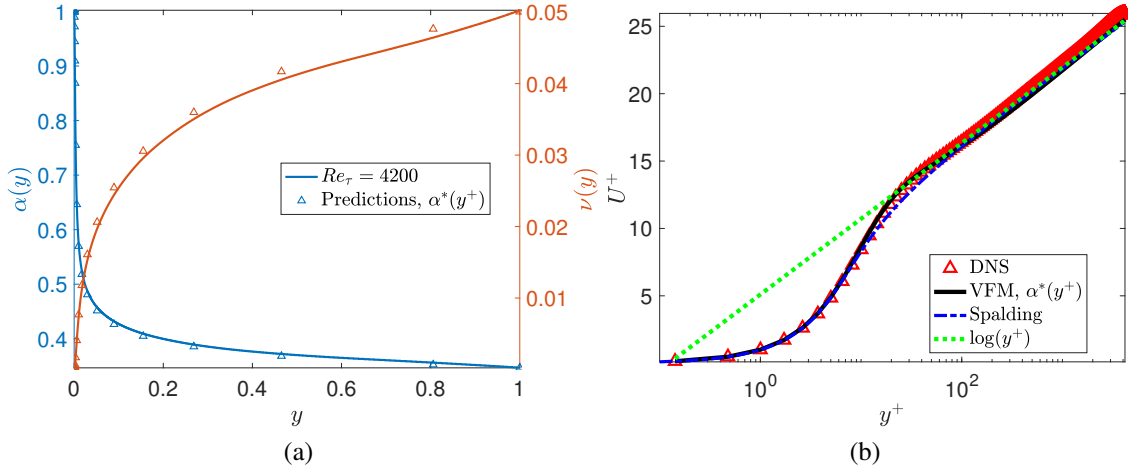 1
0.9
0.8
0.7
0.6
0.5
0.4
α(y)
0.05
0.04
0.03
0.02
0.01
ν(y)
Re_τ = 4200
Predictions, α*(y⁺)
0 0.2 0.4 0.6 0.8 1
y
(a)
25
20
15
10
5
U⁺
DNS
VFM, α*(y⁺)
Spalding
log(y⁺)
10⁰ 10²
y⁺
(b)